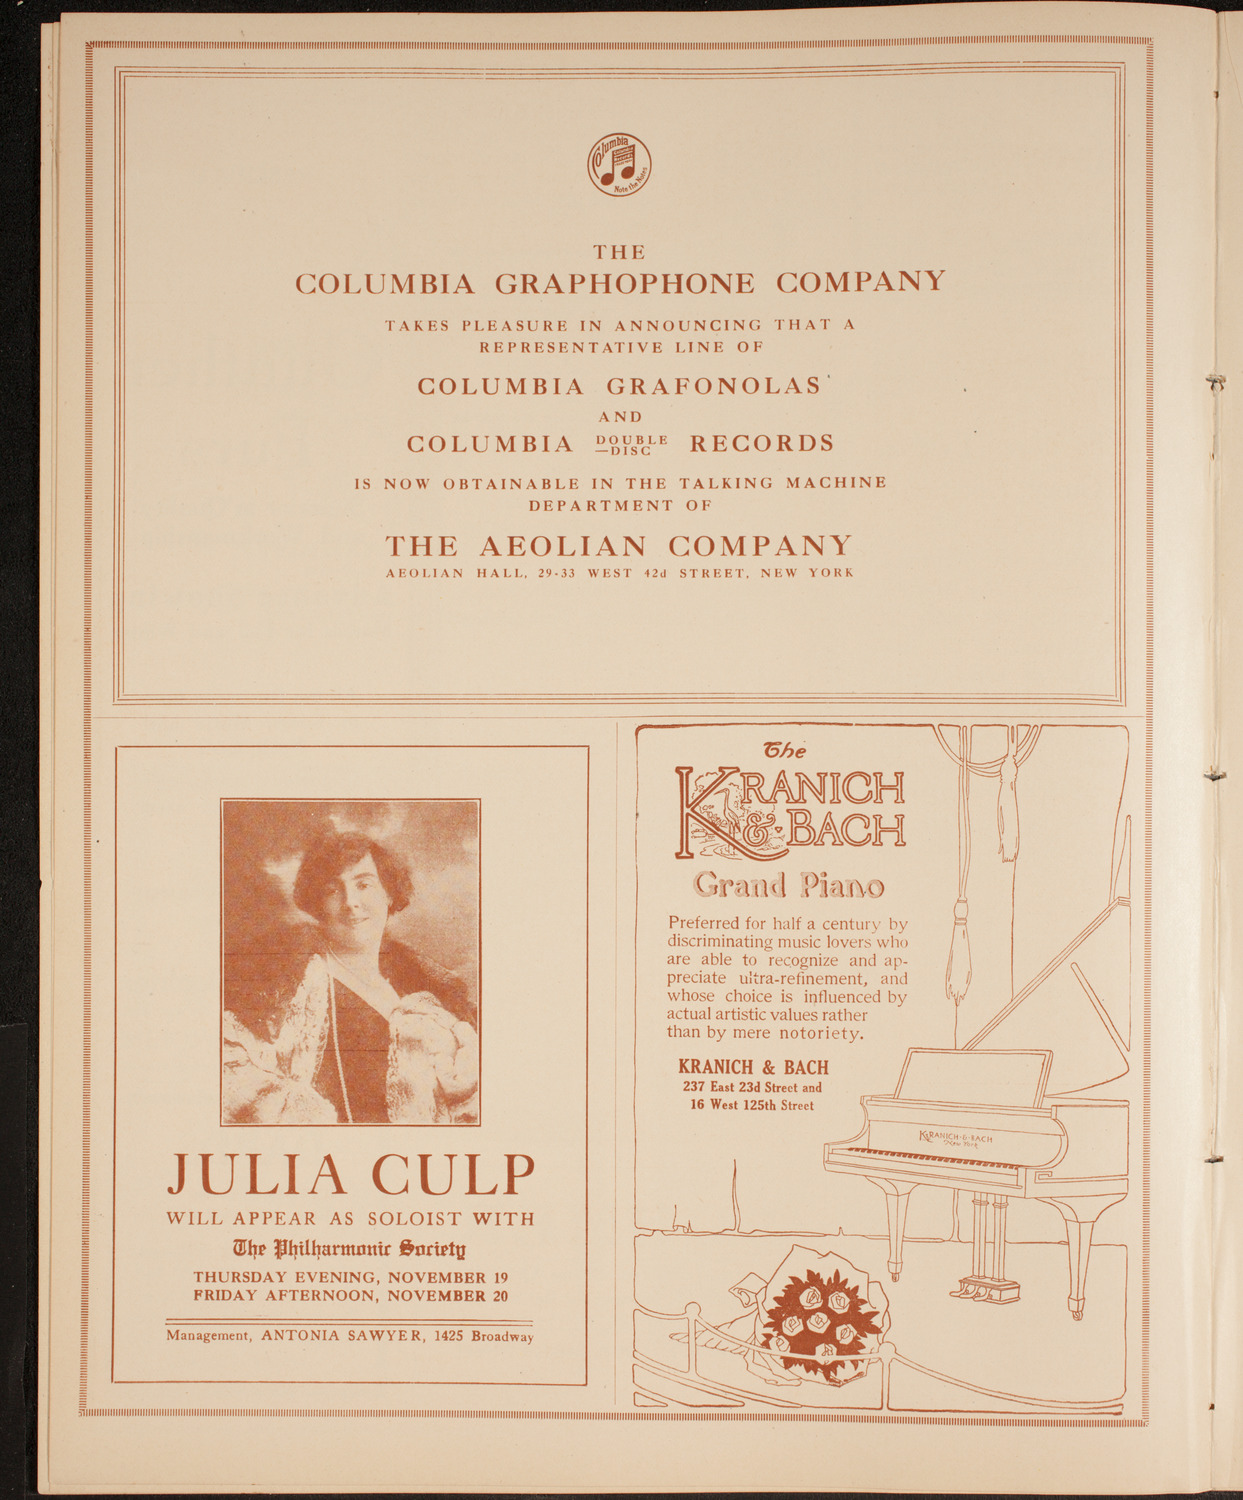 Columbia
Note the Notes
THE
COLUMBIA GRAPHOPHONE COMPANY
TAKES PLEASURE IN ANNOUNCING THAT A
REPRESENTATIVE LINE OF
COLUMBIA GRAFONOLAS
AND
COLUMBIA DOUBLE-DISC RECORDS
IS NOW OBTAINABLE IN THE TALKING MACHINE
DEPARTMENT OF
THE AEOLIAN COMPANY
AEOLIAN HALL, 29-33 WEST 42d STREET, NEW YORK
JULIA CULP
WILL APPEAR AS SOLOIST WITH
The Philharmonic Society
THURSDAY EVENING, NOVEMBER 19
FRIDAY AFTERNOON, NOVEMBER 20
Management, ANTONIA SAWYER, 1425 Broadway
The
KRANICH
& BACH
Grand Piano
Preferred for half a century by
discriminating music lovers who
are able to recognize and ap-
preciate ultra-refinement, and
whose choice is influenced by
actual artistic values rather
than by mere notoriety.
KRANICH & BACH
237 East 23d Street and
16 West 125th Street
KRANICH-&-BACH
New York